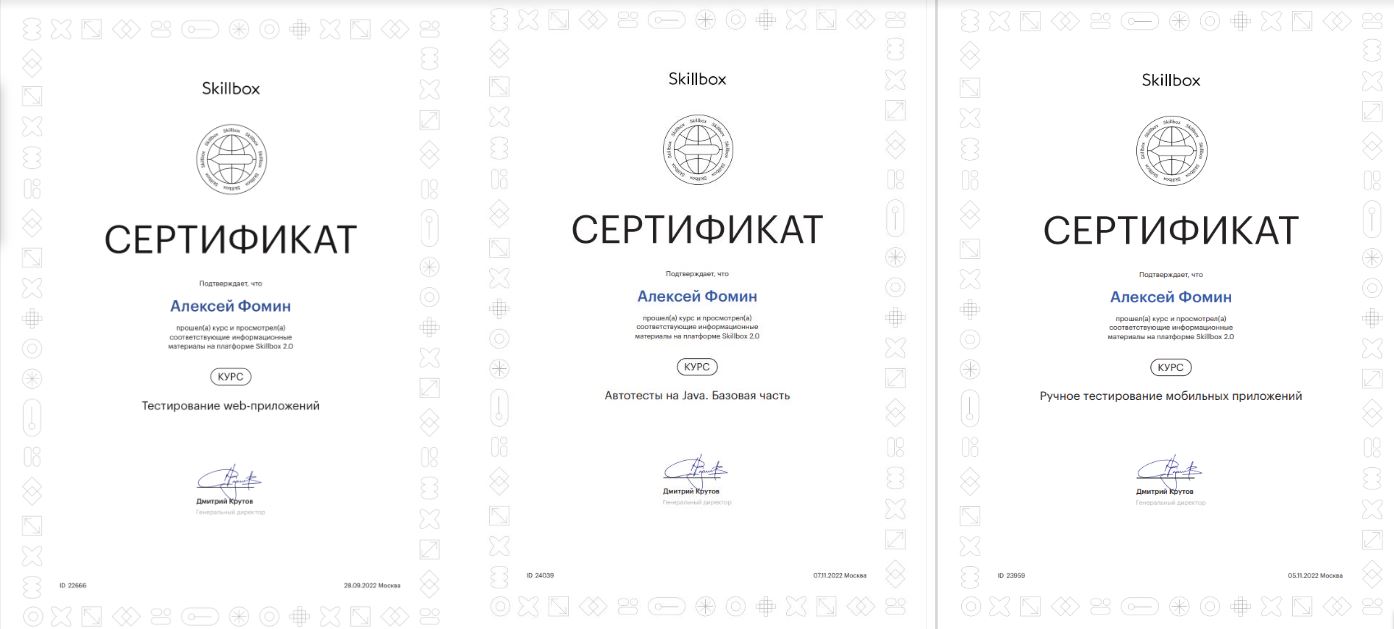 Skillbox
СЕРТИФИКАТ
Подтверждает, что
Алексей Фомин
прошел(а) курс и просмотрел(а)
соответствующие информационные
материалы на платформе Skillbox 2.0
КУРС
Тестирование web-приложений
Дмитрий Крутов
Генеральный директор
ID 22666
28.09.2022 Москва
Skillbox
СЕРТИФИКАТ
Подтверждает, что
Алексей Фомин
прошел(а) курс и просмотрел(а)
соответствующие информационные
материалы на платформе Skillbox 2.0
КУРС
Автотесты на Java. Базовая часть
Дмитрий Крутов
Генеральный директор
ID 24039
07.11.2022 Москва
Skillbox
СЕРТИФИКАТ
Подтверждает, что
Алексей Фомин
прошел(а) курс и просмотрел(а)
соответствующие информационные
материалы на платформе Skillbox 2.0
КУРС
Ручное тестирование мобильных приложений
Дмитрий Крутов
Генеральный директор
ID 23959
05.11.2022 Москва